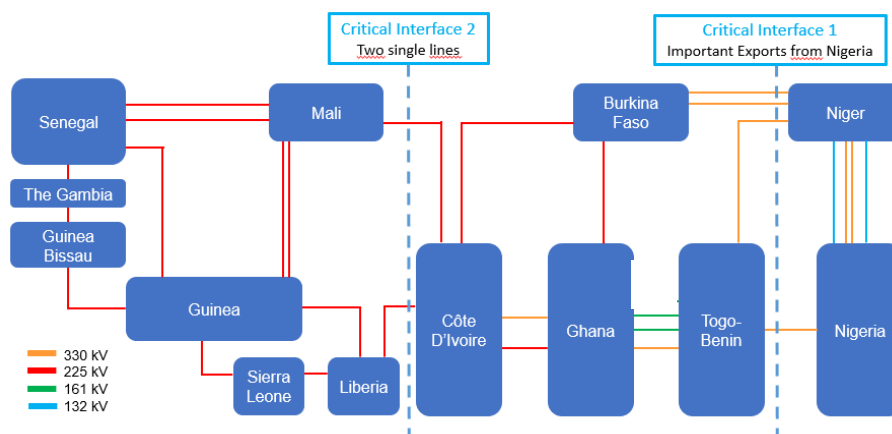 Critical Interface 2
Two single lines
Critical Interface 1
Important Exports from Nigeria
Senegal
Mali
Burkina
Faso
Niger
The Gambia
Guinea
Bissau
Guinea
Côte
D'Ivoire
Ghana
Togo-
Benin
Nigeria
Sierra
Leone
Liberia
330 kV
225 kV
161 kV
132 kV